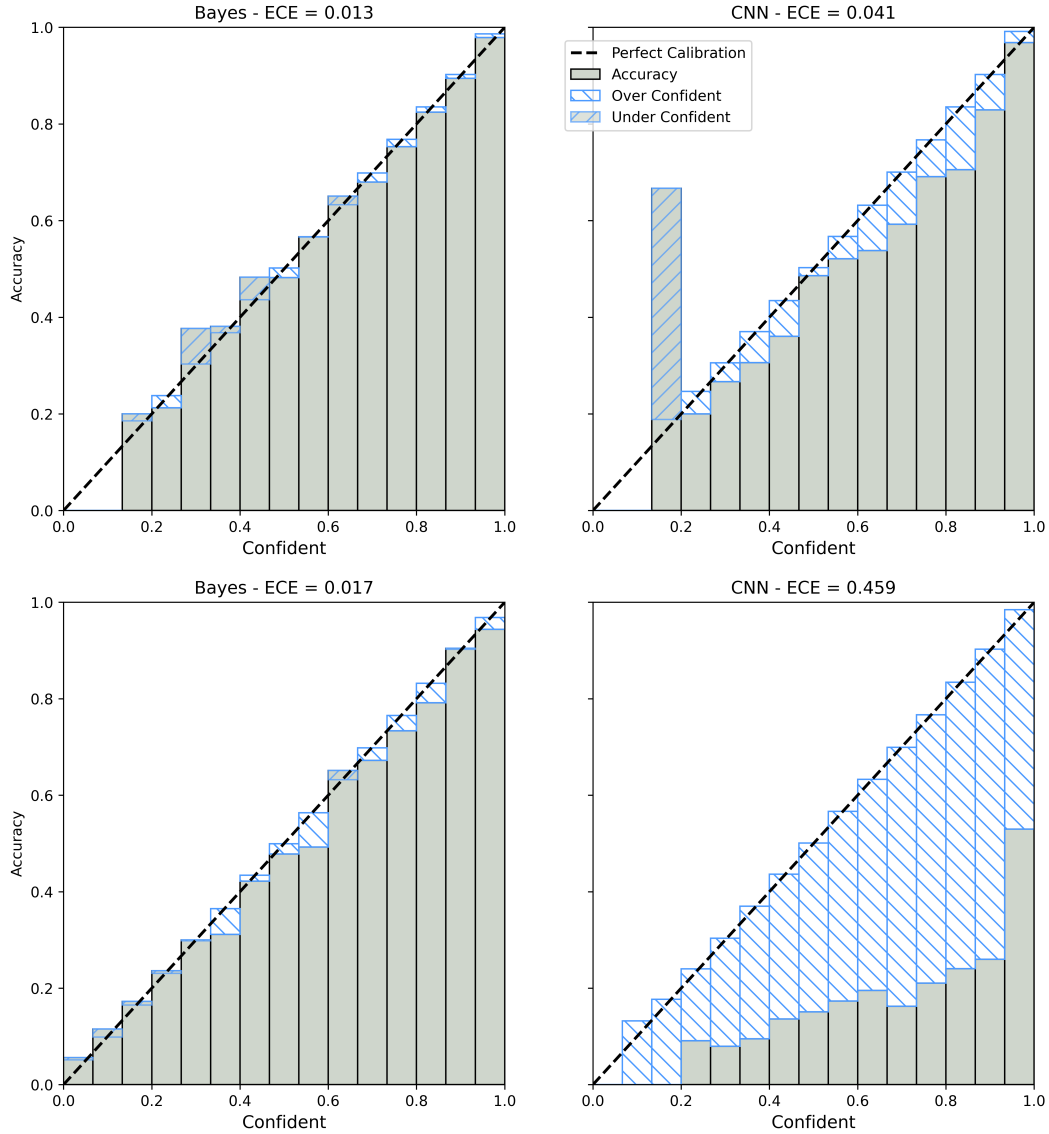 Bayes - ECE = 0.013
1.0
0.8
0.6
0.4
0.2
0.0
Accuracy
0.0 0.2 0.4 0.6 0.8 1.0
Confident
CNN - ECE = 0.041
Perfect Calibration
Accuracy
Over Confident
Under Confident
0.0 0.2 0.4 0.6 0.8 1.0
Confident
Bayes - ECE = 0.017
1.0
0.8
0.6
0.4
0.2
0.0
Accuracy
0.0 0.2 0.4 0.6 0.8 1.0
Confident
CNN - ECE = 0.459
0.0 0.2 0.4 0.6 0.8 1.0
Confident